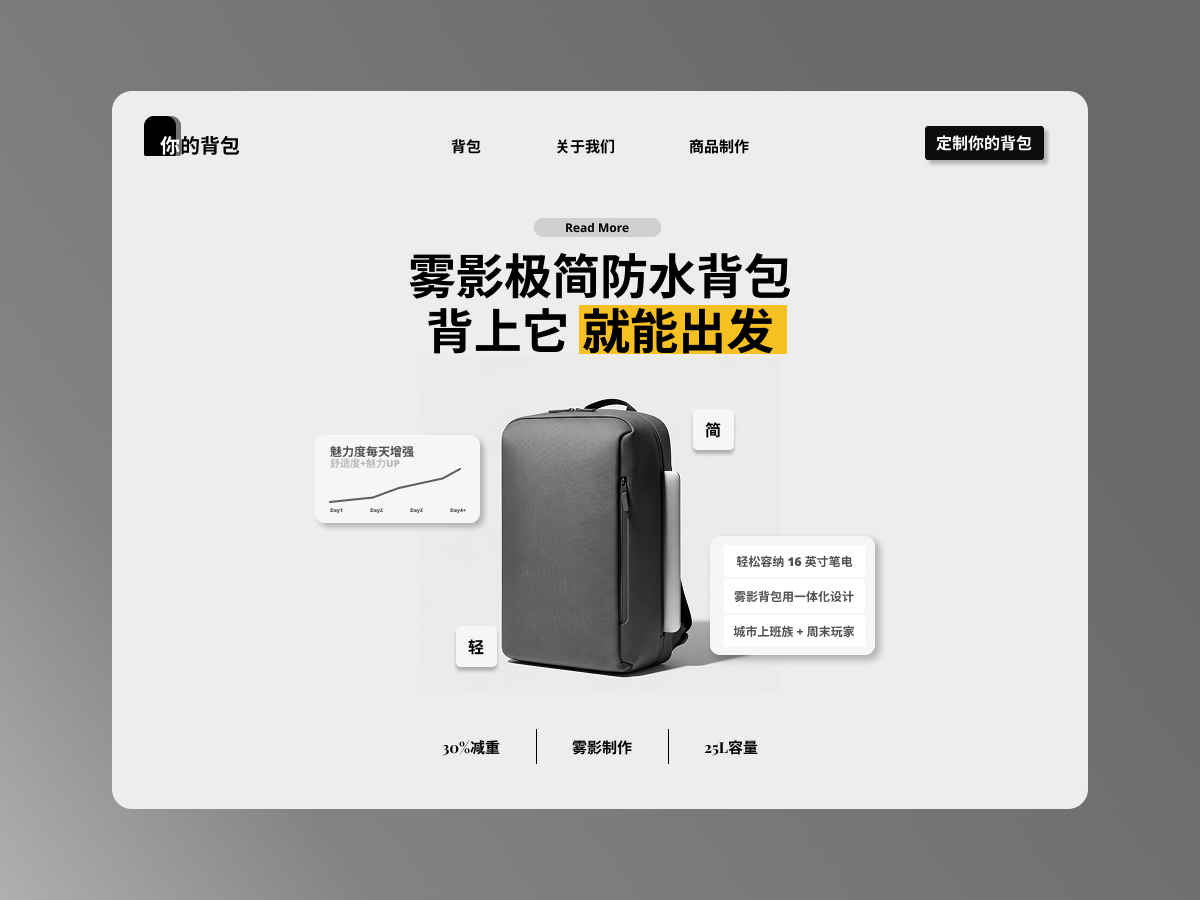 你的背包
背包
关于我们
商品制作
定制你的背包
Read More
雾影极简防水背包
背上它 就能出发
简
魅力度每天增强
舒适度+魅力UP
Day1 Day2 Day3 Day4+
轻松容纳 16 英寸笔电
雾影背包用一体化设计
城市上班族 + 周末玩家
轻
30%减重
雾影制作
25L容量